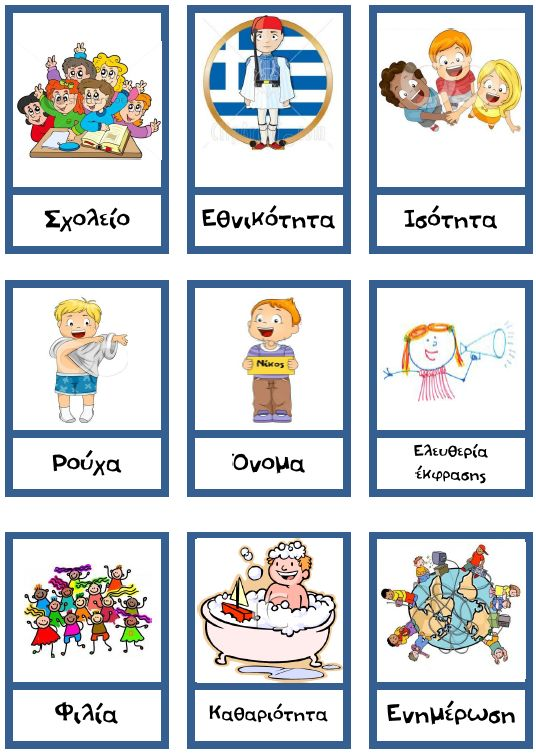 Σχολείο
Εθνικότητα
Ισότητα
Ρούχα
Νίκος
Όνομα
Ελευθερία
έκφρασης
Φιλία
Καθαριότητα
Ενημέρωση